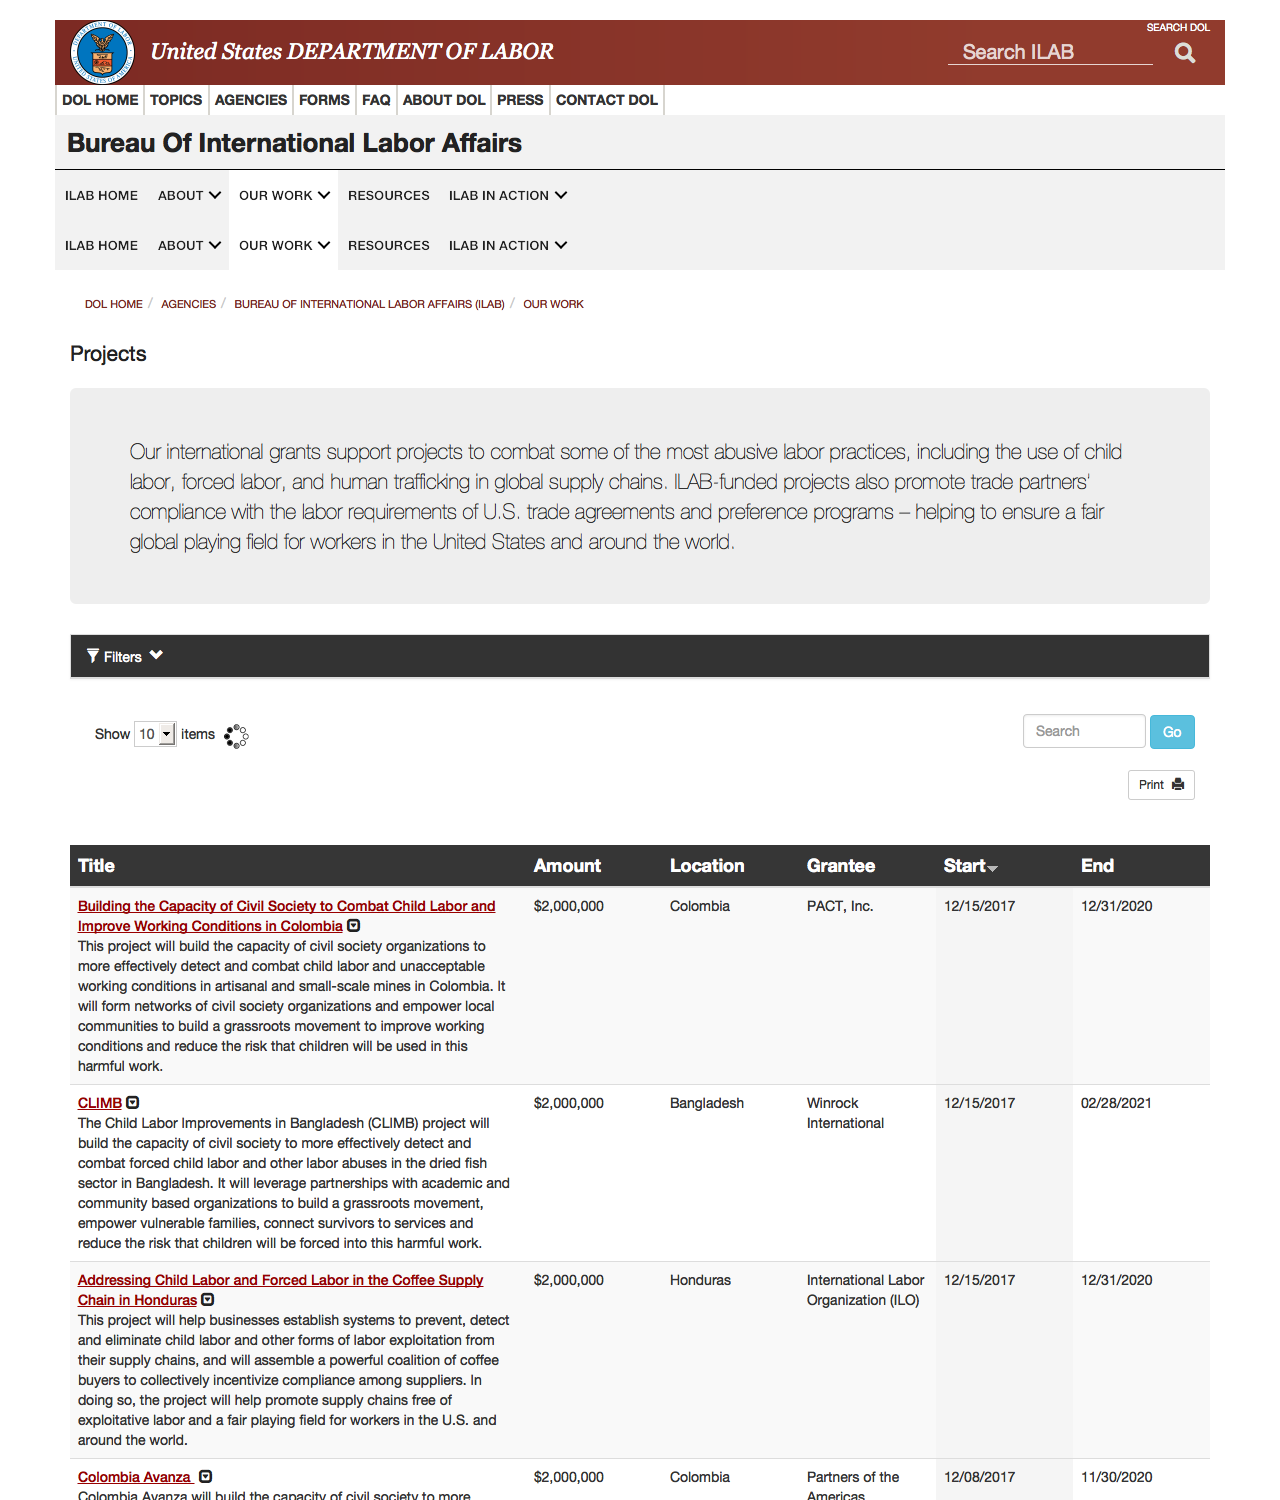 SEARCH DOL
United States DEPARTMENT OF LABOR
Search ILAB
DOL HOME TOPICS AGENCIES FORMS FAQ ABOUT DOL PRESS CONTACT DOL
Bureau Of International Labor Affairs
ILAB HOME ABOUT OUR WORK RESOURCES ILAB IN ACTION
ILAB HOME ABOUT OUR WORK RESOURCES ILAB IN ACTION
DOL HOME / AGENCIES / BUREAU OF INTERNATIONAL LABOR AFFAIRS (ILAB) / OUR WORK
Projects
Our international grants support projects to combat some of the most abusive labor practices, including the use of child
labor, forced labor, and human trafficking in global supply chains. ILAB-funded projects also promote trade partners'
compliance with the labor requirements of U.S. trade agreements and preference programs – helping to ensure a fair
global playing field for workers in the United States and around the world.
Filters
Show 10 items
Search Go
Print
Title Amount Location Grantee Start End
Building the Capacity of Civil Society to Combat Child Labor and $2,000,000 Colombia PACT, Inc. 12/15/2017 12/31/2020
Improve Working Conditions in Colombia
This project will build the capacity of civil society organizations to
more effectively detect and combat child labor and unacceptable
working conditions in artisanal and small-scale mines in Colombia. It
will form networks of civil society organizations and empower local
communities to build a grassroots movement to improve working
conditions and reduce the risk that children will be used in this
harmful work.
CLIMB $2,000,000 Bangladesh Winrock 12/15/2017 02/28/2021
The Child Labor Improvements in Bangladesh (CLIMB) project will International
build the capacity of civil society to more effectively detect and
combat forced child labor and other labor abuses in the dried fish
sector in Bangladesh. It will leverage partnerships with academic and
community based organizations to build a grassroots movement,
empower vulnerable families, connect survivors to services and
reduce the risk that children will be forced into this harmful work.
Addressing Child Labor and Forced Labor in the Coffee Supply $2,000,000 Honduras International Labor 12/15/2017 12/31/2020
Chain in Honduras Organization (ILO)
This project will help businesses establish systems to prevent, detect
and eliminate child labor and other forms of labor exploitation from
their supply chains, and will assemble a powerful coalition of coffee
buyers to collectively incentivize compliance among suppliers. In
doing so, the project will help promote supply chains free of
exploitative labor and a fair playing field for workers in the U.S. and
around the world.
Colombia Avanza $2,000,000 Colombia Partners of the 12/08/2017 11/30/2020
Colombia Avanza will build the capacity of civil society to more Americas